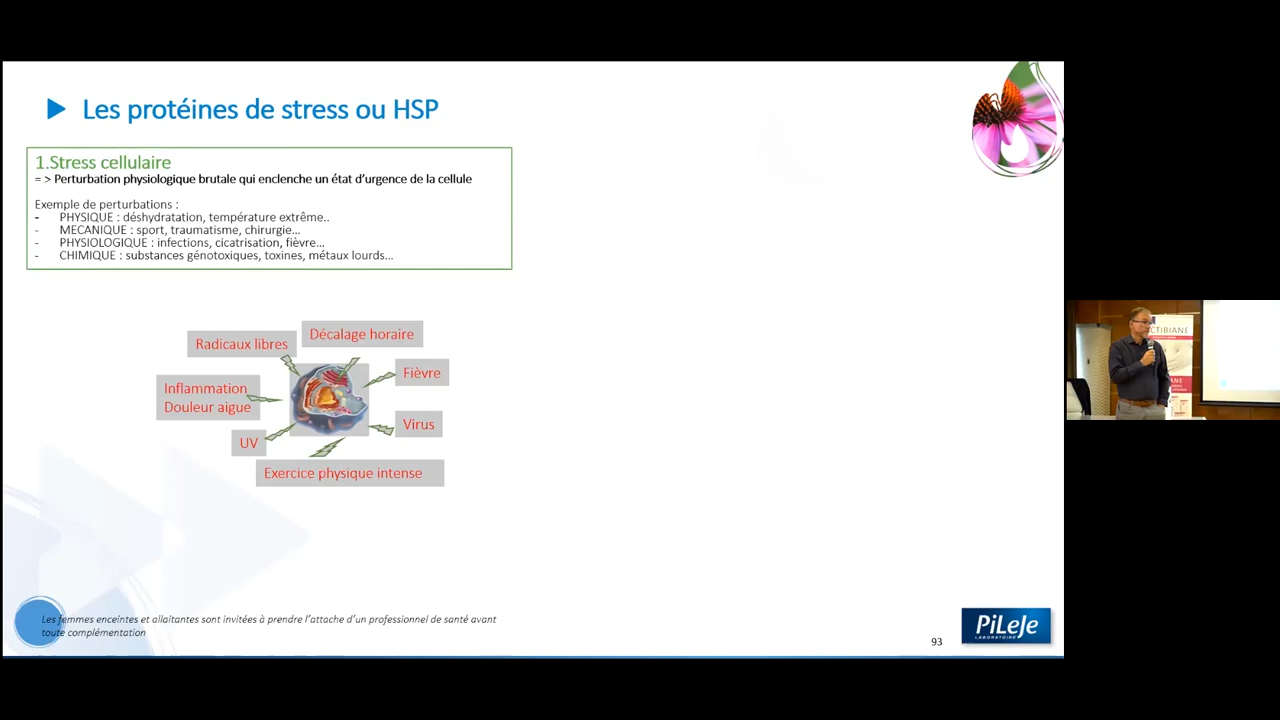 Les protéines de stress ou HSP
1.Stress cellulaire
= > Perturbation physiologique brutale qui enclenche un état d'urgence de la cellule
Exemple de perturbations :
- PHYSIQUE : déshydratation, température extrême..
- MECANIQUE : sport, traumatisme, chirurgie...
- PHYSIOLOGIQUE : infections, cicatrisation, fièvre...
- CHIMIQUE : substances génotoxiques, toxines, métaux lourds...
Décalage horaire
Radicaux libres
Fièvre
Inflammation
Douleur aigue
Virus
UV
Exercice physique intense
Les femmes enceintes et allaitantes sont invitées à prendre l'attache d'un professionnel de santé avant
toute complémentation
93
PiLeJe
LABORATOIRE
CTIBIANE